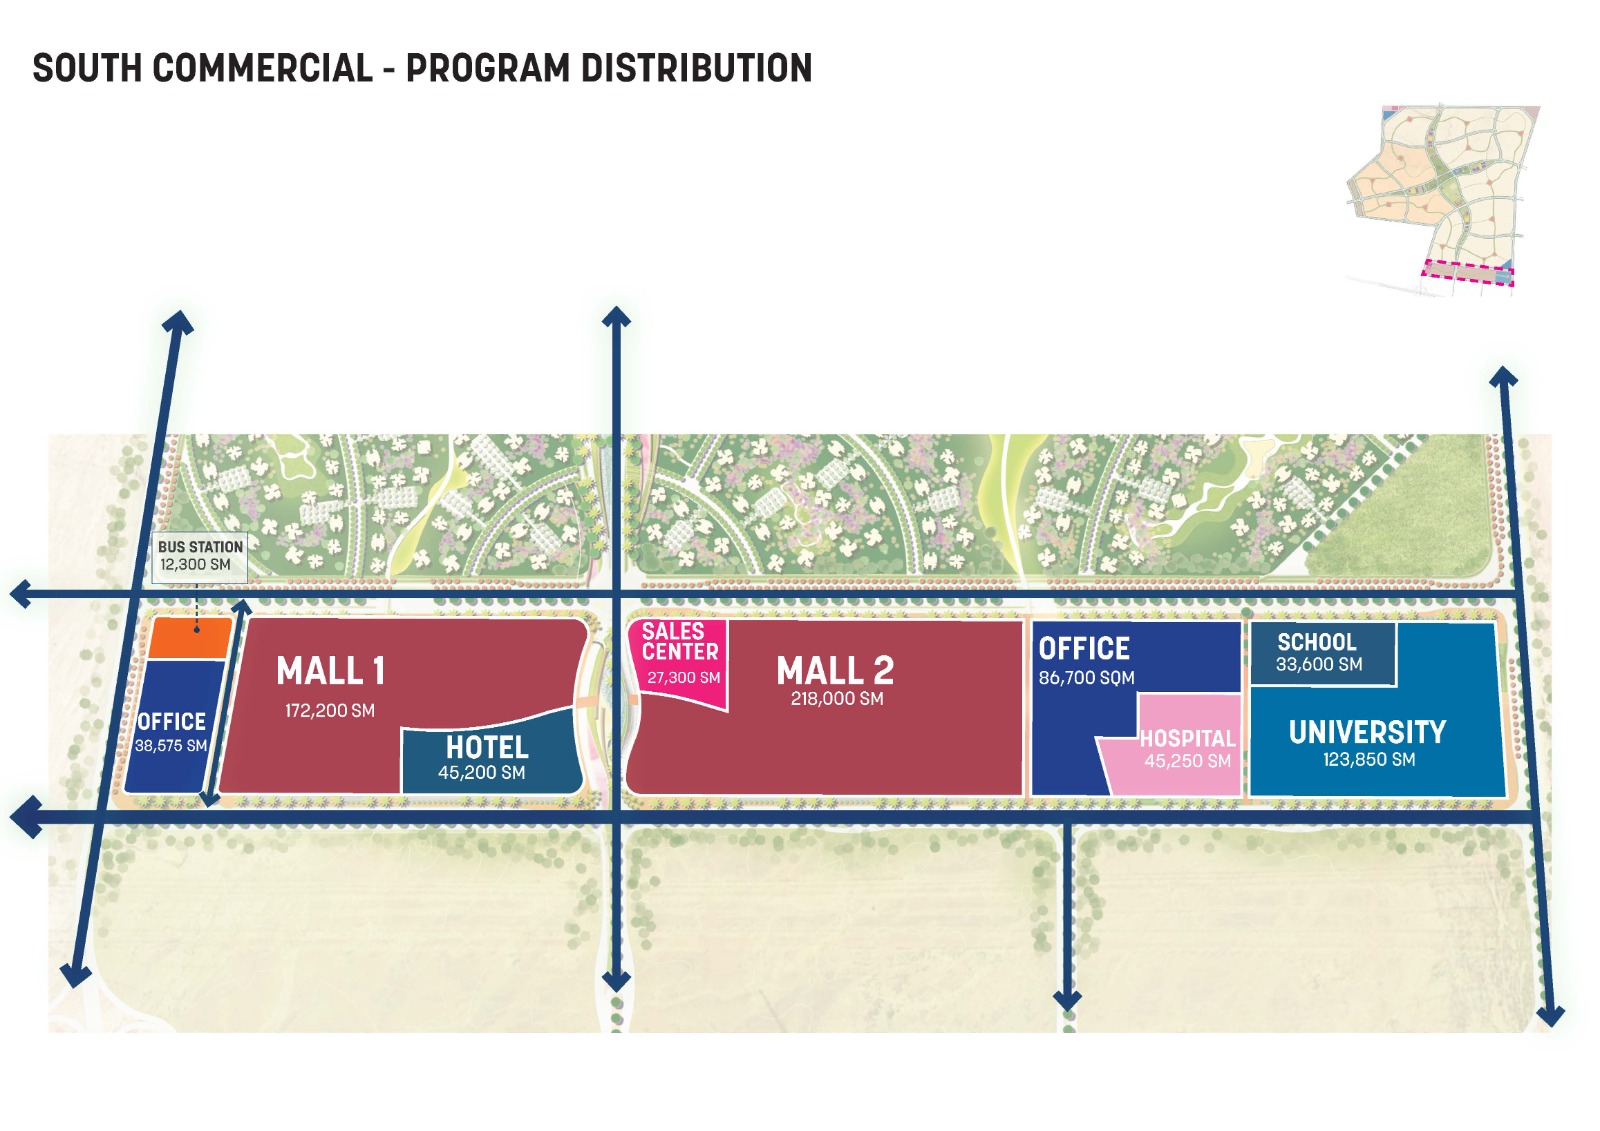 SOUTH COMMERCIAL - PROGRAM DISTRIBUTION
BUS STATION
12,300 SM
OFFICE
38,575 SM
MALL 1
172,200 SM
HOTEL
45,200 SM
SALES
CENTER
27,300 SM
MALL 2
218,000 SM
OFFICE
86,700 SQM
HOSPITAL
45,250 SM
SCHOOL
33,600 SM
UNIVERSITY
123,850 SM